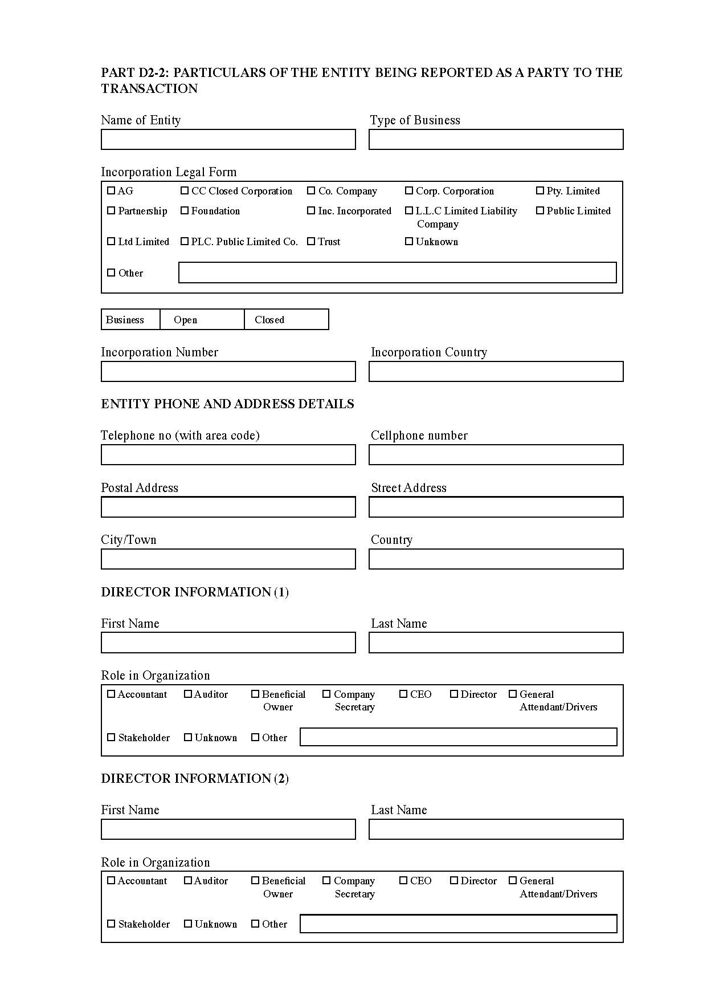 PART D2-2: PARTICULARS OF THE ENTITY BEING REPORTED AS A PARTY TO THE
TRANSACTION
Name of Entity Type of Business
Incorporation Legal Form
☐ AG ☐ CC Closed Corporation ☐ Co. Company ☐ Corp. Corporation ☐ Pty. Limited
☐ Partnership ☐ Foundation ☐ Inc. Incorporated ☐ L.L.C Limited Liability ☐ Public Limited
Company
☐ Ltd Limited ☐ PLC. Public Limited Co. ☐ Trust ☐ Unknown
☐ Other
Business Open Closed
Incorporation Number Incorporation Country
ENTITY PHONE AND ADDRESS DETAILS
Telephone no (with area code) Cellphone number
Postal Address Street Address
City/Town Country
DIRECTOR INFORMATION (1)
First Name Last Name
Role in Organization
☐ Accountant ☐ Auditor ☐ Beneficial ☐ Company ☐ CEO ☐ Director ☐ General
Owner Secretary Attendant/Drivers
☐ Stakeholder ☐ Unknown ☐ Other
DIRECTOR INFORMATION (2)
First Name Last Name
Role in Organization
☐ Accountant ☐ Auditor ☐ Beneficial ☐ Company ☐ CEO ☐ Director ☐ General
Owner Secretary Attendant/Drivers
☐ Stakeholder ☐ Unknown ☐ Other